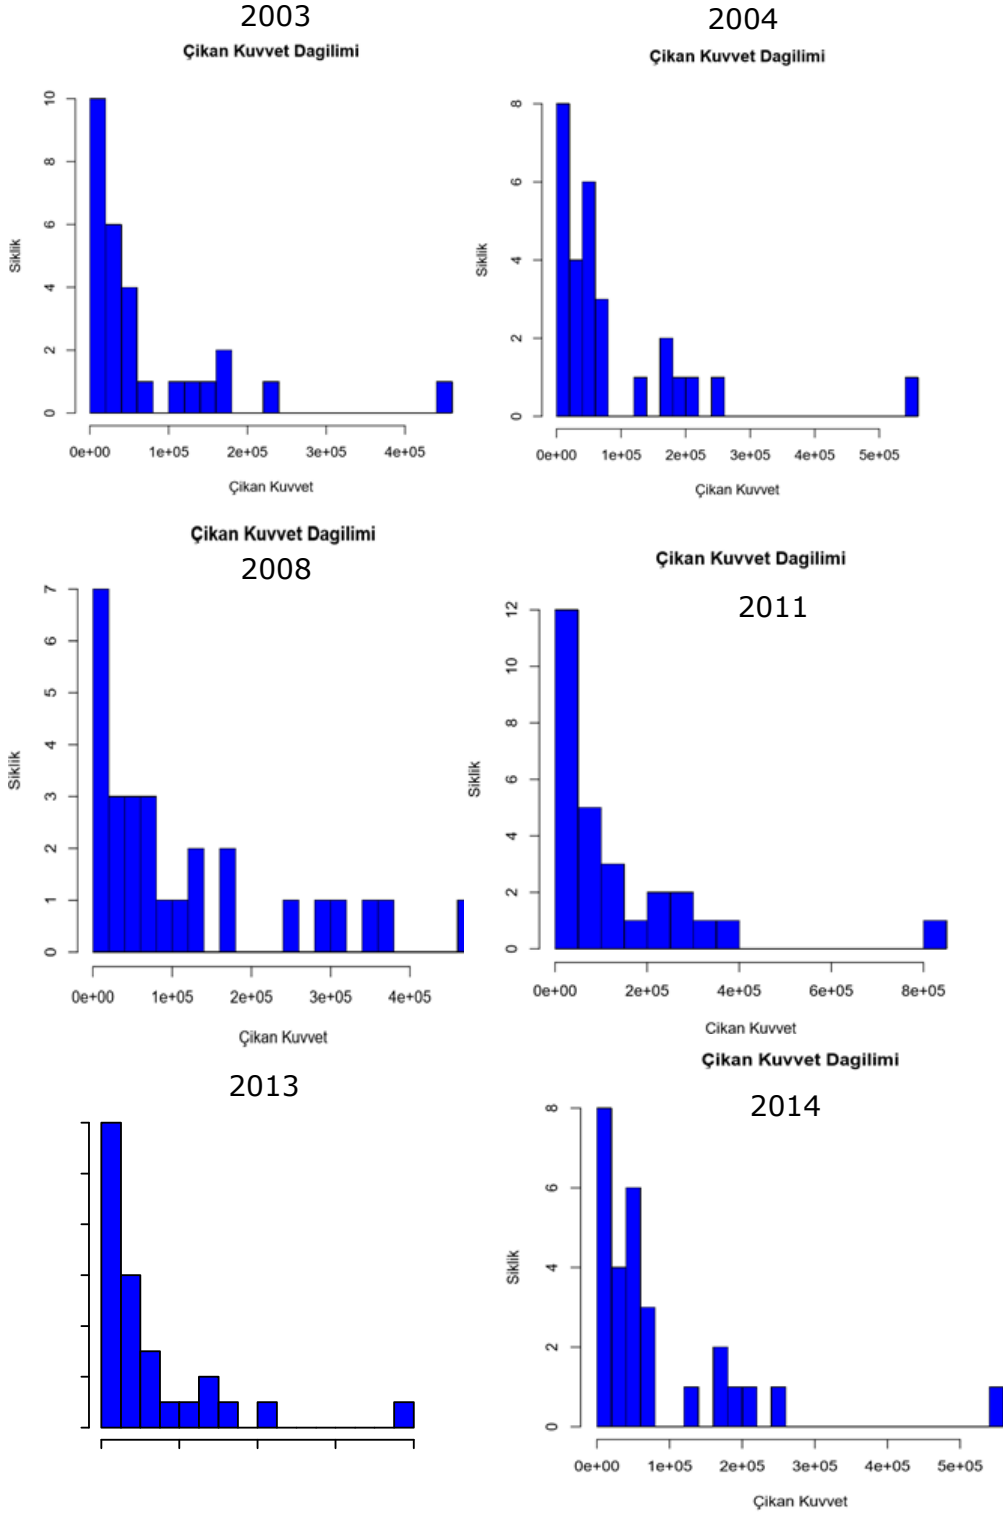 2003
Çikan Kuvvet Dagilimi
10
8
6
4
2
0
Siklik
0e+00 1e+05 2e+05 3e+05 4e+05
Çikan Kuvvet
2004
Çikan Kuvvet Dagilimi
8
6
4
2
0
Siklik
0e+00 1e+05 2e+05 3e+05 4e+05 5e+05
Çikan Kuvvet
Çikan Kuvvet Dagilimi
2008
7
6
5
4
3
2
1
0
Siklik
0e+00 1e+05 2e+05 3e+05 4e+05
Çikan Kuvvet
Çikan Kuvvet Dagilimi
2011
12
10
8
6
4
2
0
Siklik
0e+00 2e+05 4e+05 6e+05 8e+05
Cikan Kuvvet
2013
Çikan Kuvvet Dagilimi
2014
8
6
4
2
0
Siklik
0e+00 1e+05 2e+05 3e+05 4e+05 5e+05
Çikan Kuvvet